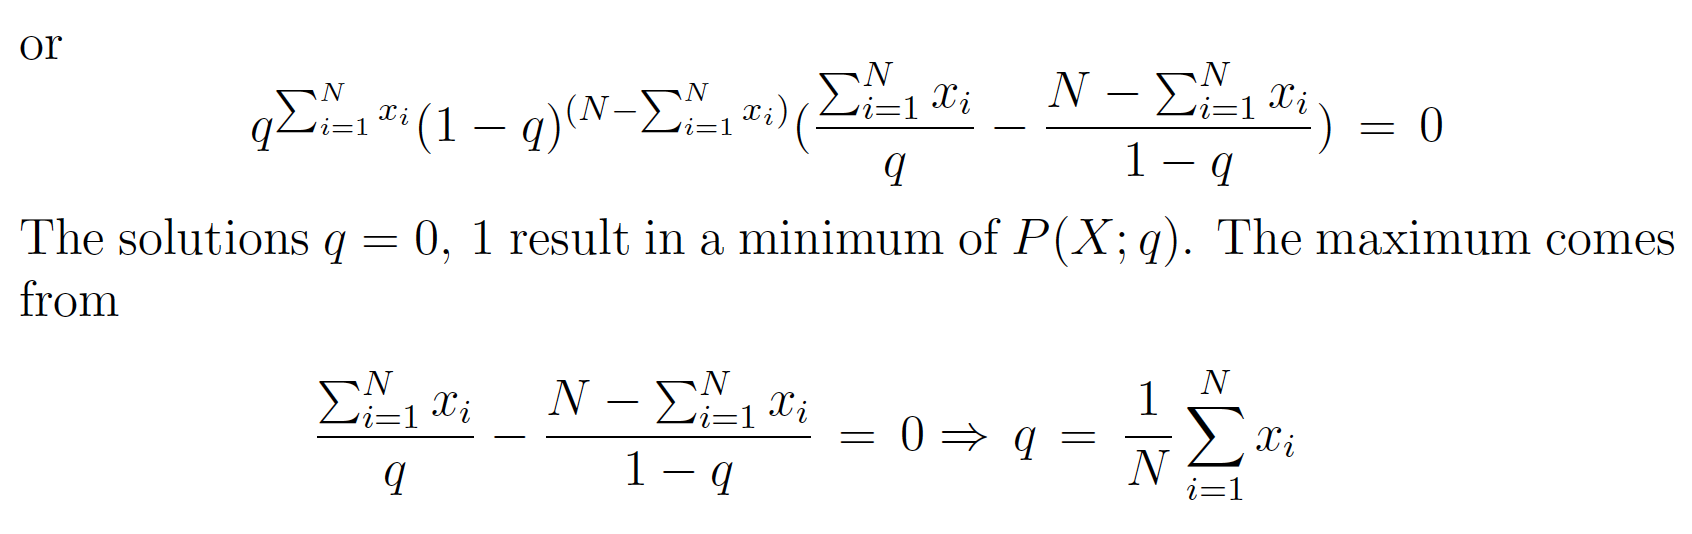 or
$q^{\sum_{i=1}^{N} x_i}(1-q)^{(N-\sum_{i=1}^{N} x_i)}(\frac{\sum_{i=1}^{N} x_i}{q} - \frac{N-\sum_{i=1}^{N} x_i}{1-q}) = 0$
The solutions $q = 0, 1$ result in a minimum of $P(X; q)$. The maximum comes
from
$\frac{\sum_{i=1}^{N} x_i}{q} - \frac{N-\sum_{i=1}^{N} x_i}{1-q} = 0 \Rightarrow q = \frac{1}{N}\sum_{i=1}^{N} x_i$